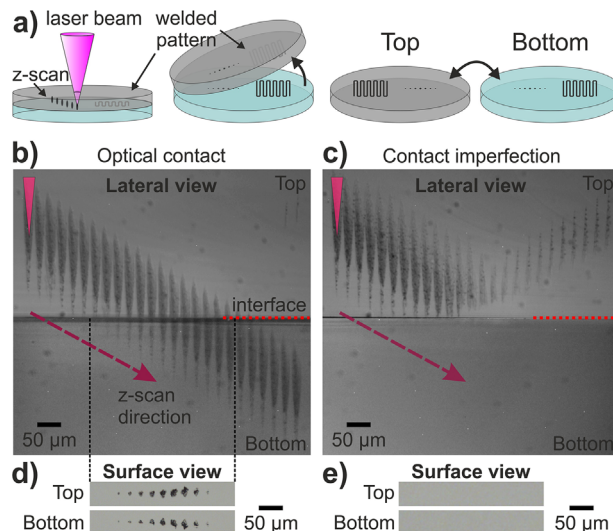 a)
laser beam
welded
pattern
z-scan
Top
Bottom
b)
Optical contact
Lateral view
Top
interface
z-scan
direction
50 µm
Bottom
c)
Contact imperfection
Lateral view
Top
50 µm
Bottom
d)
Surface view
Top
Bottom
50 µm
e)
Surface view
Top
Bottom
50 µm